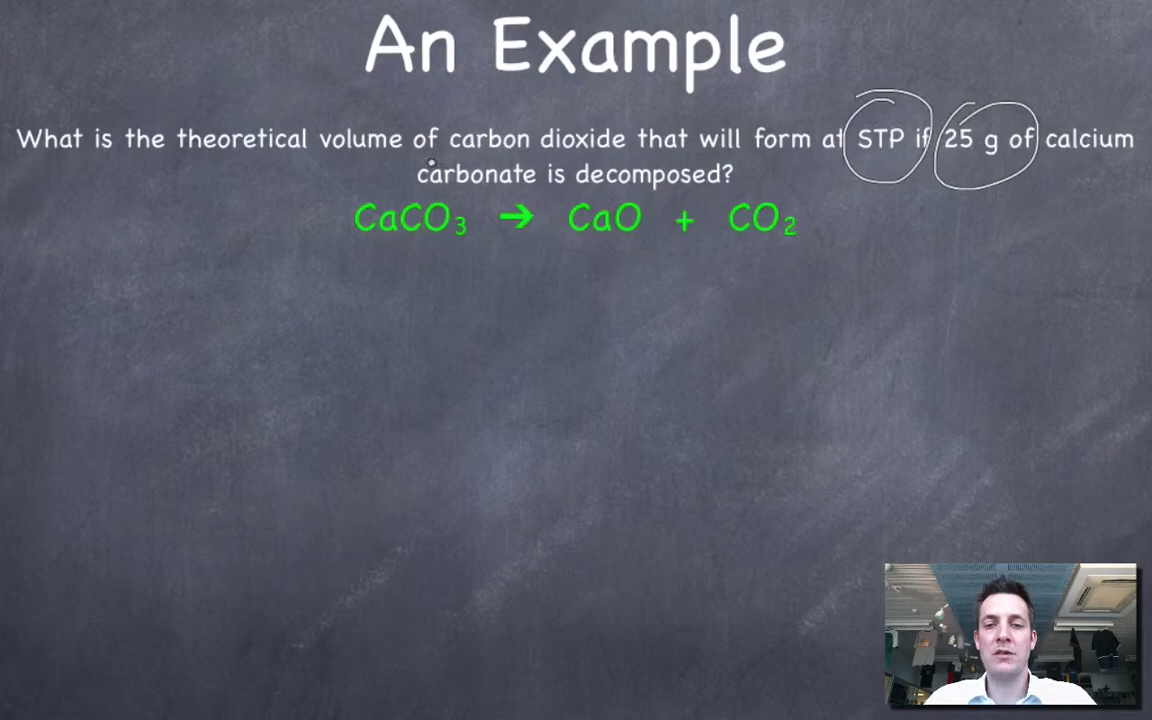 An Example
What is the theoretical volume of carbon dioxide that will form at STP if 25 g of calcium
carbonate is decomposed?
CaCO₃ → CaO + CO₂